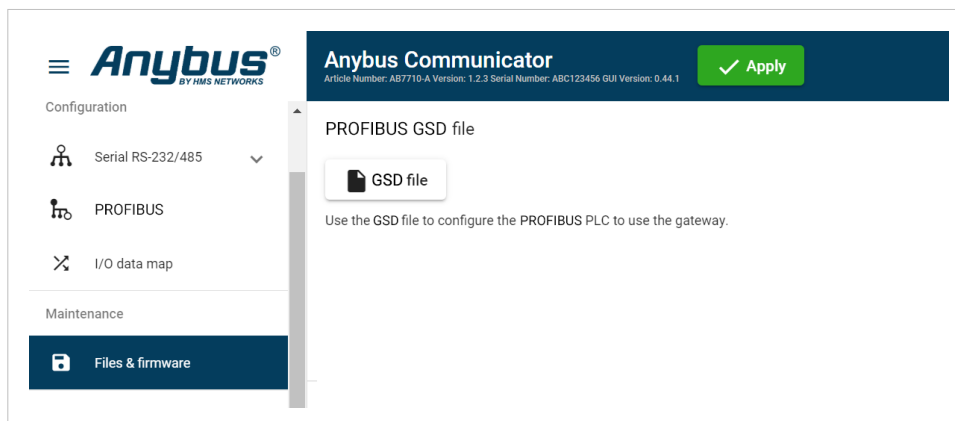 Anybus®
BY HMS NETWORKS
Anybus Communicator
Article Number: AB7710-A Version: 1.2.3 Serial Number: ABC123456 GUI Version: 0.44.1
Apply
Configuration
Serial RS-232/485
PROFIBUS
I/O data map
Maintenance
Files & firmware
PROFIBUS GSD file
GSD file
Use the GSD file to configure the PROFIBUS PLC to use the gateway.